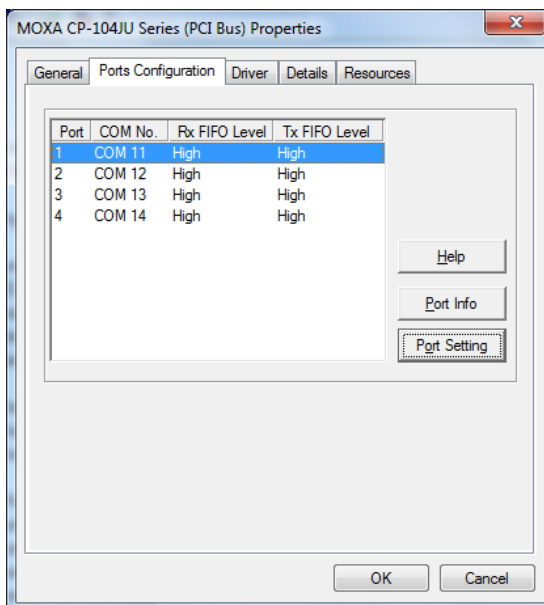 MOXA CP-104JU Series (PCI Bus) Properties
General Ports Configuration Driver Details Resources
Port COM No. Rx FIFO Level Tx FIFO Level
1 COM 11 High High
2 COM 12 High High
3 COM 13 High High
4 COM 14 High High
Help
Port Info
Port Setting
OK Cancel